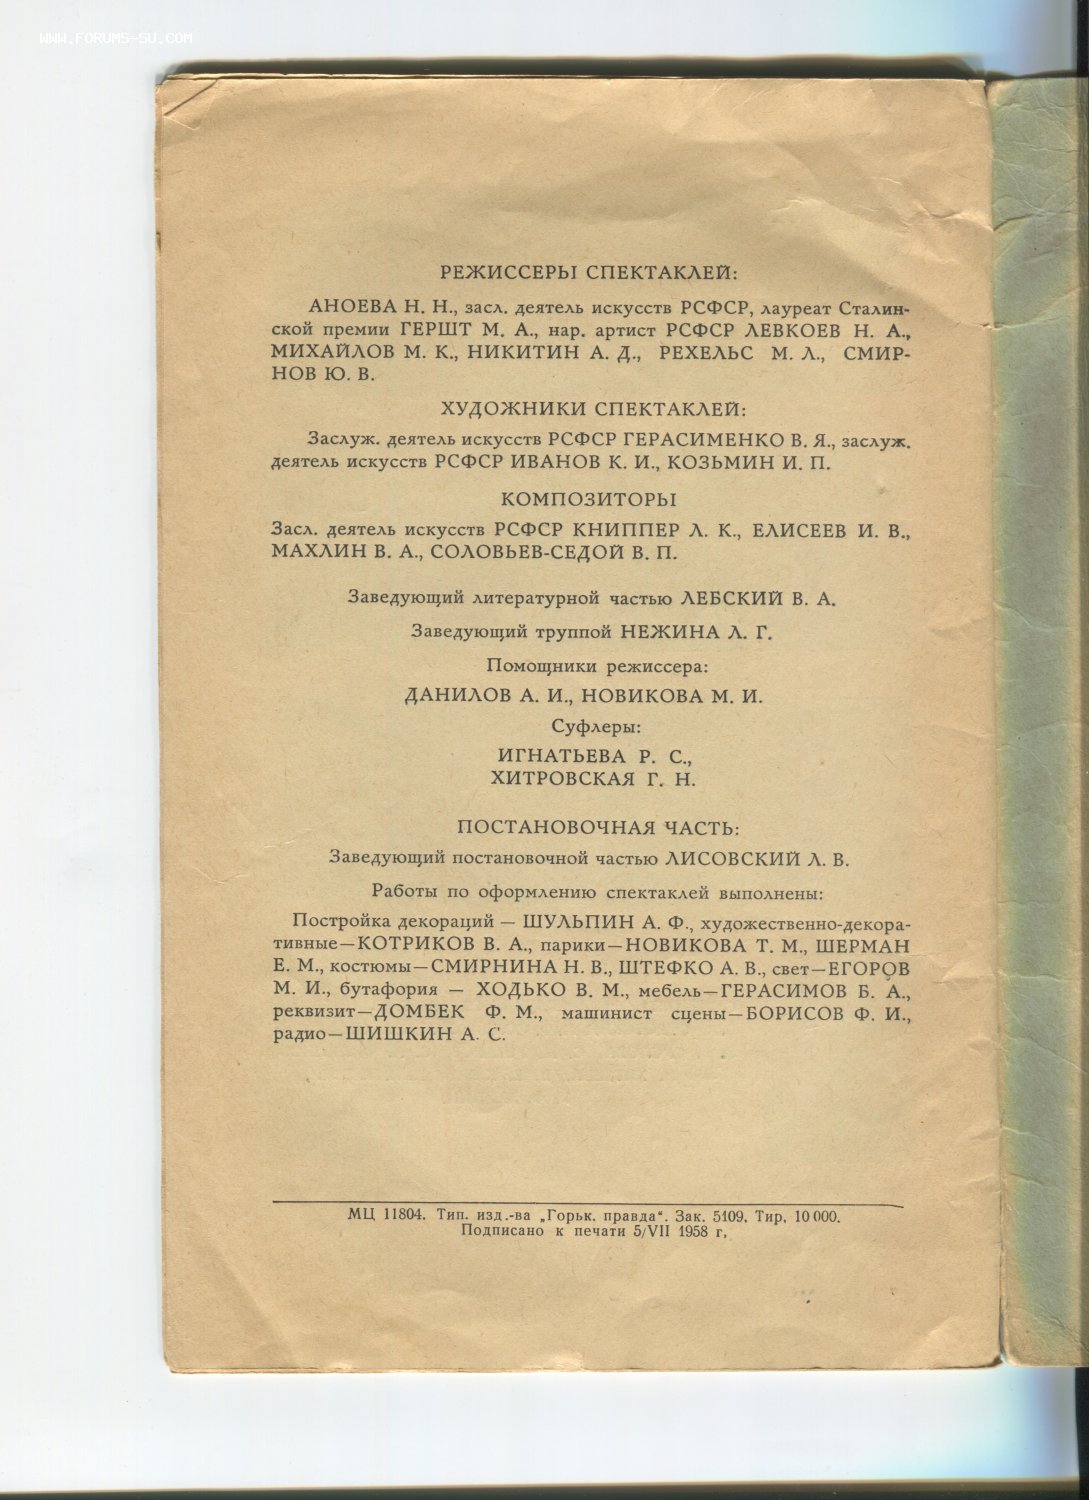 WWW.FORUMS-SU.COM
РЕЖИССЕРЫ СПЕКТАКЛЕЙ:
АНОЕВА Н. Н., засл. деятель искусств РСФСР, лауреат Сталин-
ской премии ГЕРШТ М. А., нар. артист РСФСР ЛЕВКОЕВ Н. А.,
МИХАЙЛОВ М. К., НИКИТИН А. Д., РЕХЕЛЬС М. Л., СМИР-
НОВ Ю. В.
ХУДОЖНИКИ СПЕКТАКЛЕЙ:
Заслуж. деятель искусств РСФСР ГЕРАСИМЕНКО В. Я., заслуж.
деятель искусств РСФСР ИВАНОВ К. И., КОЗЬМИН И. П.
КОМПОЗИТОРЫ
Засл. деятель искусств РСФСР КНИППЕР Л. К., ЕЛИСЕЕВ И. В.,
МАХЛИН В. А., СОЛОВЬЕВ-СЕДОЙ В. П.
Заведующий литературной частью ЛЕБСКИЙ В. А.
Заведующий труппой НЕЖИНА Л. Г.
Помощники режиссера:
ДАНИЛОВ А. И., НОВИКОВА М. И.
Суфлеры:
ИГНАТЬЕВА Р. С.,
ХИТРОВСКАЯ Г. Н.
ПОСТАНОВОЧНАЯ ЧАСТЬ:
Заведующий постановочной частью ЛИСОВСКИЙ Л. В.
Работы по оформлению спектаклей выполнены:
Постройка декораций — ШУЛЬПИН А. Ф., художественно-декора-
тивные—КОТРИКОВ В. А., парики—НОВИКОВА Т. М., ШЕРМАН
Е. М., костюмы—СМИРНИНА Н. В., ШТЕФКО А. В., свет—ЕГОРОВ
М. И., бутафория — ХОДЬКО В. М., мебель—ГЕРАСИМОВ Б. А.,
реквизит—ДОМБЕК Ф. М., машинист сцены—БОРИСОВ Ф. И.,
радио—ШИШКИН А. С.
МЦ 11804. Тип. изд.-ва „Горьк. правда“. Зак. 5109. Тир. 10 000.
Подписано к печати 5/VII 1958 г.